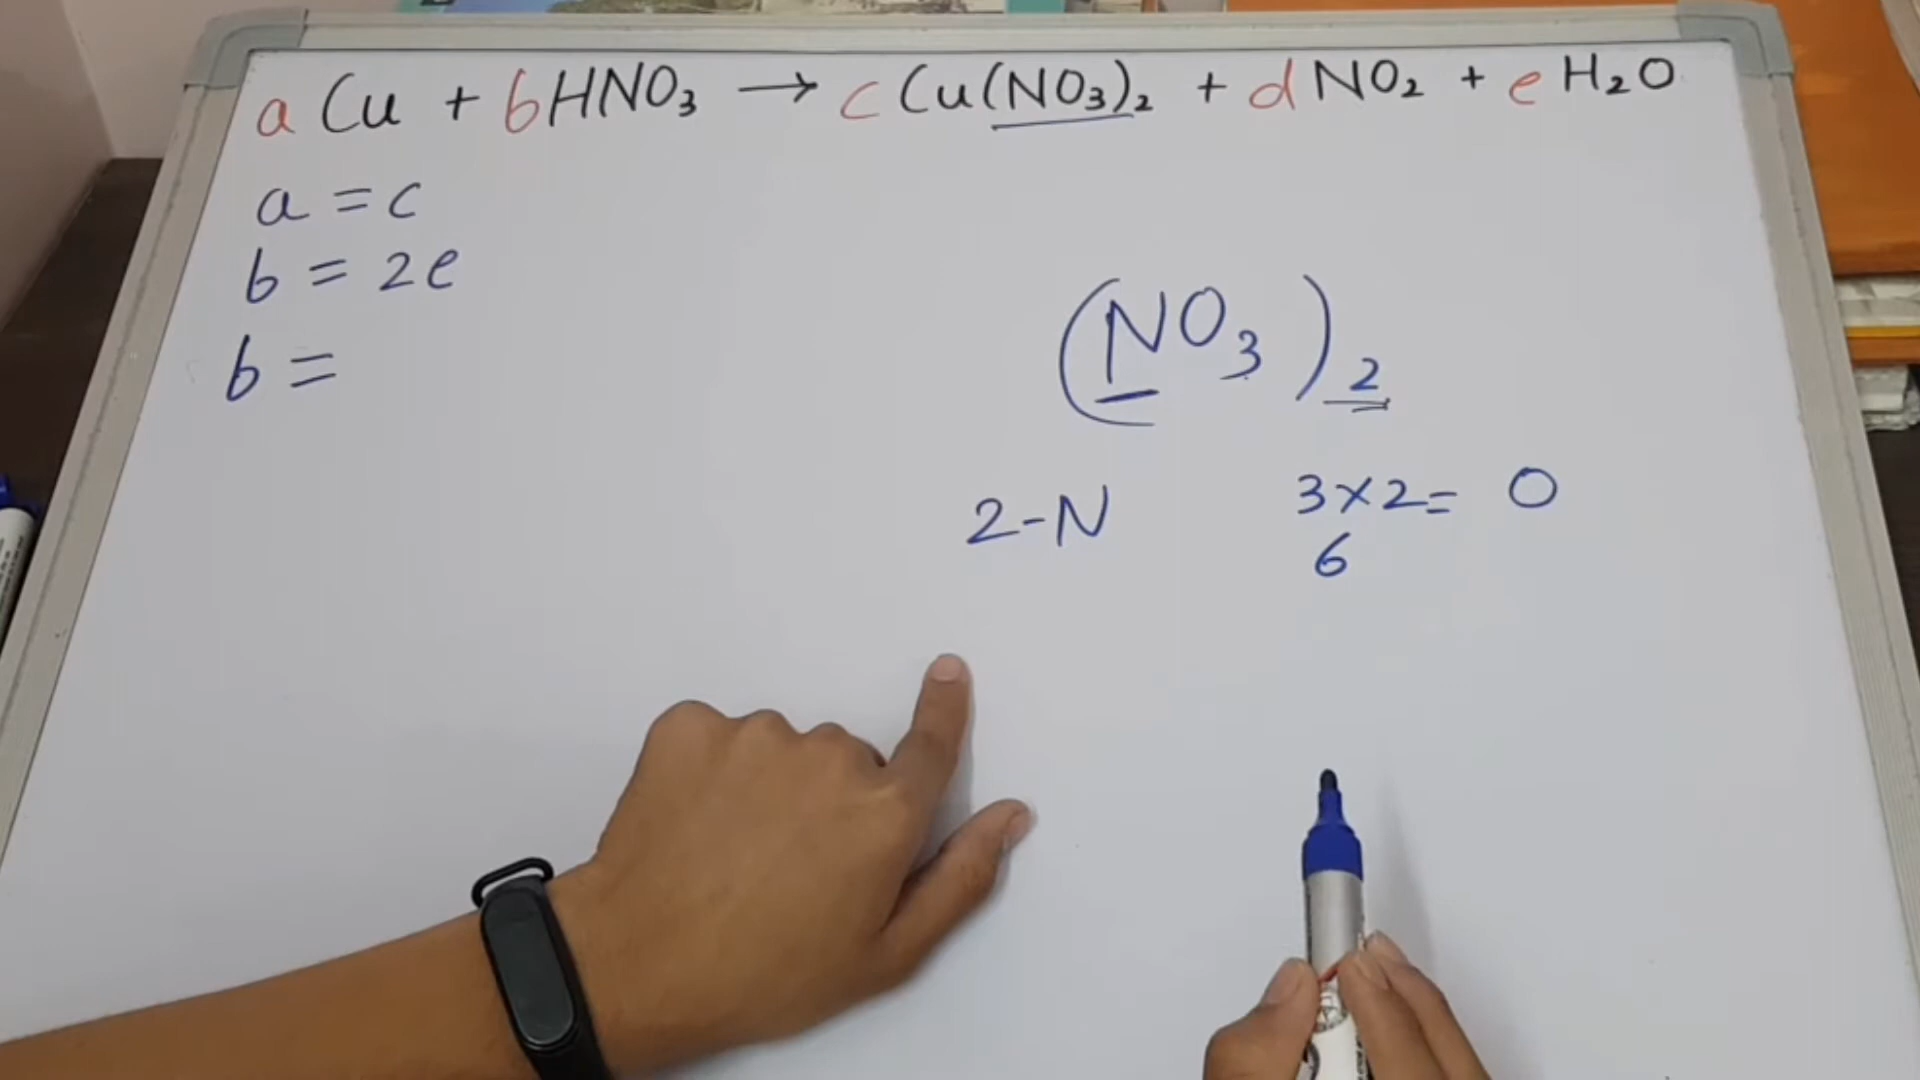 a Cu + b HNO₃ → c Cu(NO₃)₂ + d NO₂ + e H₂O
a = c
b = 2e
b =
(NO₃)₂
2-N
3×2= O
6